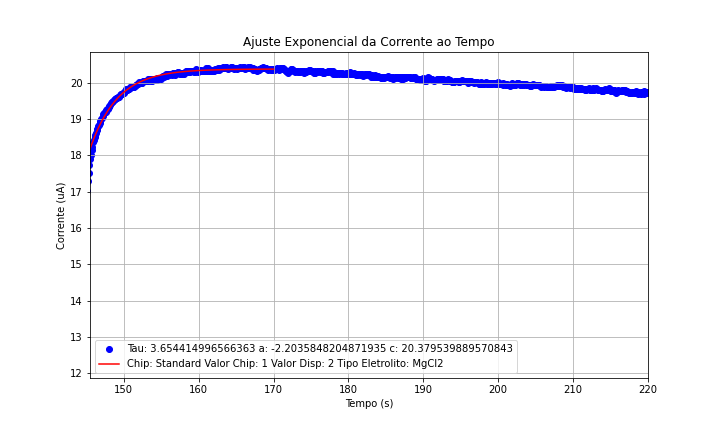 Ajuste Exponencial da Corrente ao Tempo
Corrente (uA)
20
19
18
17
16
15
14
13
12
Tau: 3.654414996566363 a: -2.2035848204871935 c: 20.379539889570843
Chip: Standard Valor Chip: 1 Valor Disp: 2 Tipo Eletrolito: MgCl2
150 160 170 180 190 200 210 220
Tempo (s)